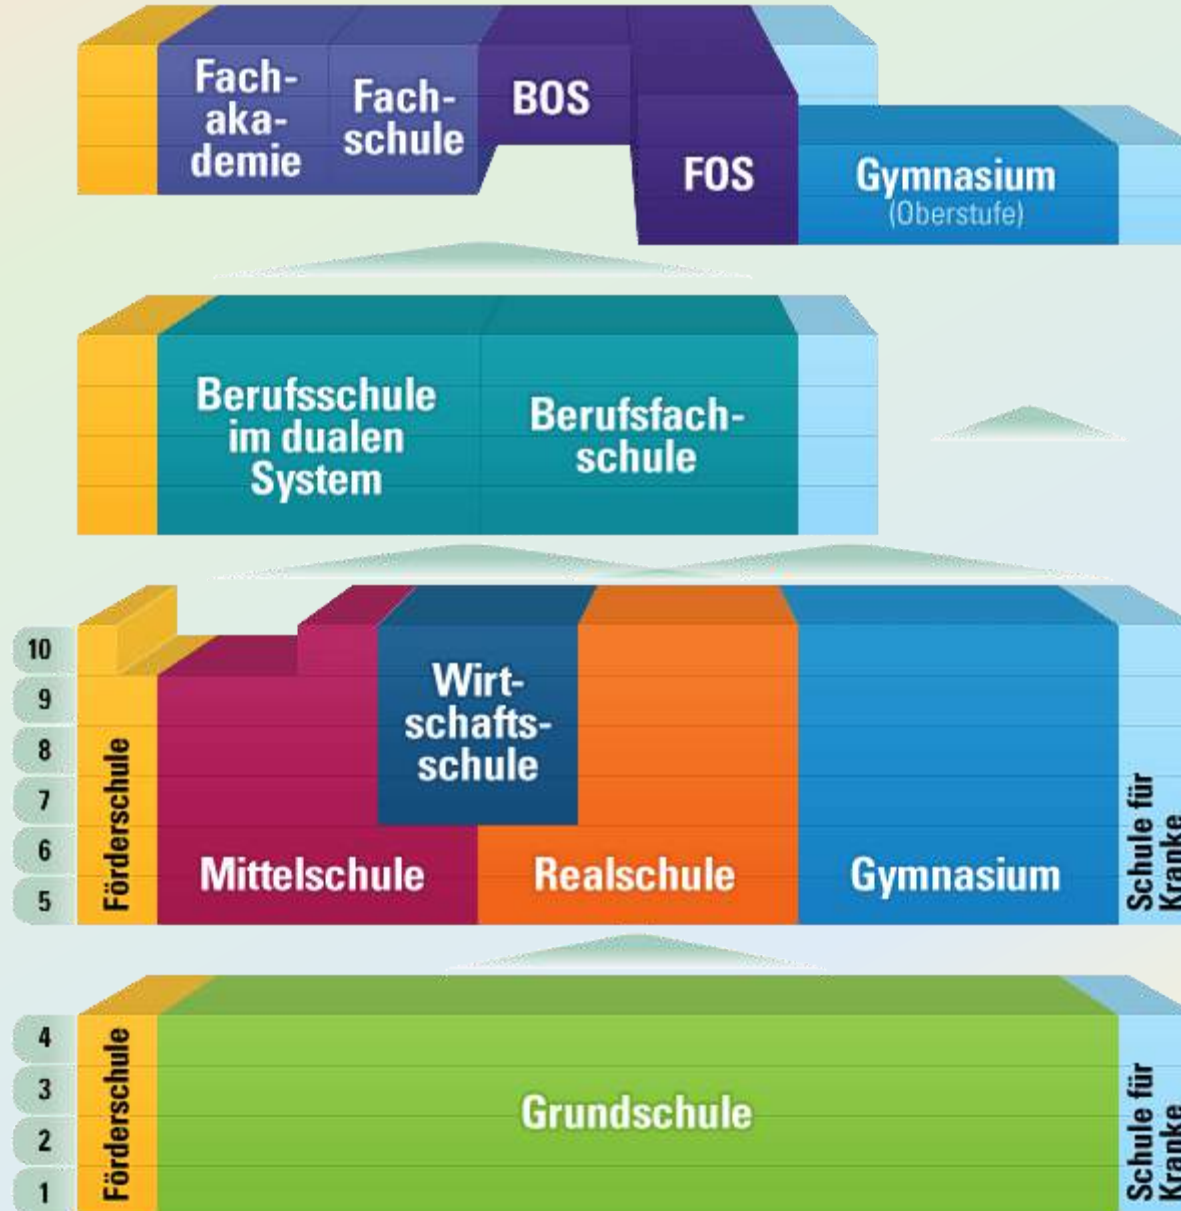 Fach-
aka-
demie
Fach-
schule
BOS
FOS
Gymnasium
(Oberstufe)
Berufsschule
im dualen
System
Berufsfach-
schule
10
9
8
7
6
5
Förderschule
Mittelschule
Wirt-
schafts-
schule
Realschule
Gymnasium
Schule für
Kranke
4
3
2
1
Förderschule
Grundschule
Schule für
Kranke